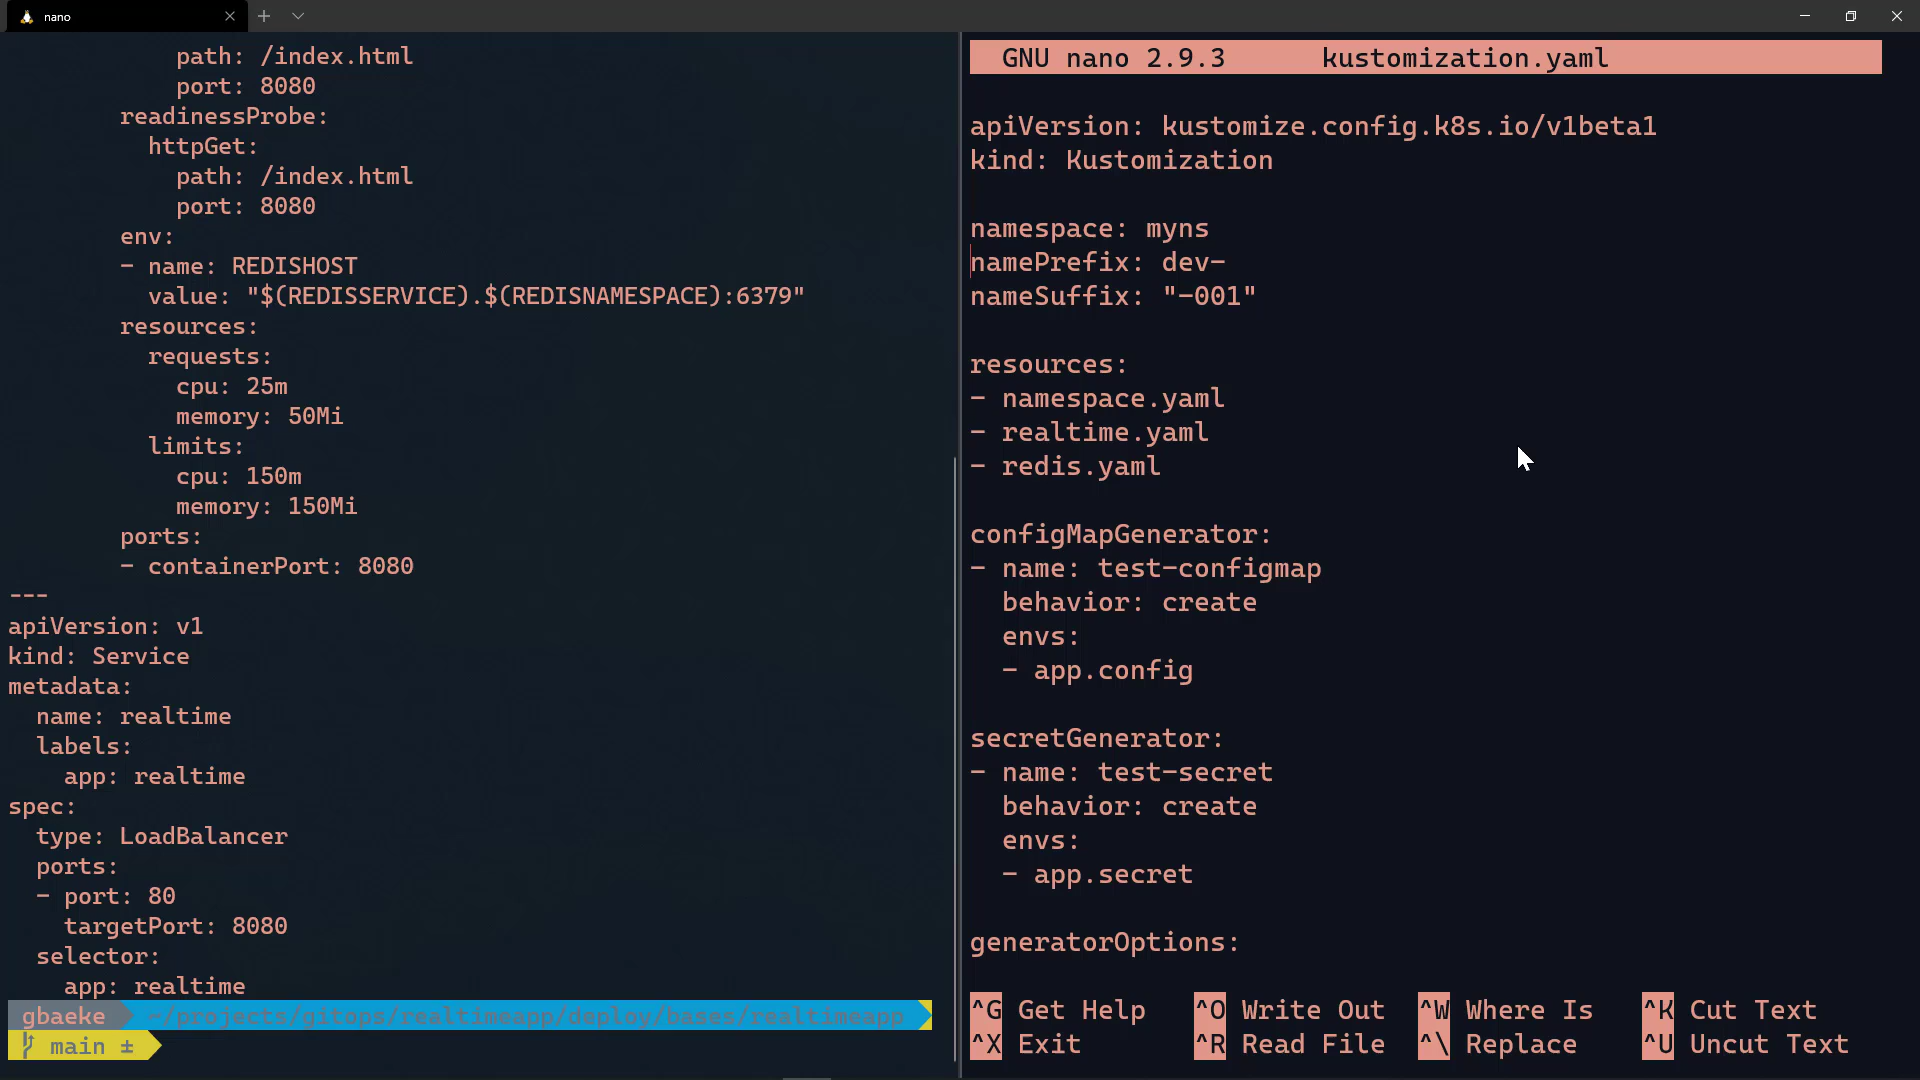 nano
            path: /index.html
            port: 8080
        readinessProbe:
          httpGet:
            path: /index.html
            port: 8080
        env:
        - name: REDISHOST
          value: "$(REDISSERVICE).$(REDISNAMESPACE):6379"
        resources:
          requests:
            cpu: 25m
            memory: 50Mi
          limits:
            cpu: 150m
            memory: 150Mi
        ports:
        - containerPort: 8080
---
apiVersion: v1
kind: Service
metadata:
  name: realtime
  labels:
    app: realtime
spec:
  type: LoadBalancer
  ports:
  - port: 80
    targetPort: 8080
  selector:
    app: realtime
gbaeke ~/projects/gitops/realtimeapp/deploy/bases/realtimeapp
main ±
GNU nano 2.9.3 kustomization.yaml
apiVersion: kustomize.config.k8s.io/v1beta1
kind: Kustomization
namespace: myns
namePrefix: dev-
nameSuffix: "-001"
resources:
- namespace.yaml
- realtime.yaml
- redis.yaml
configMapGenerator:
- name: test-configmap
  behavior: create
  envs:
  - app.config
secretGenerator:
- name: test-secret
  behavior: create
  envs:
  - app.secret
generatorOptions:
^G Get Help ^O Write Out ^W Where Is ^K Cut Text
^X Exit ^R Read File ^\ Replace ^U Uncut Text